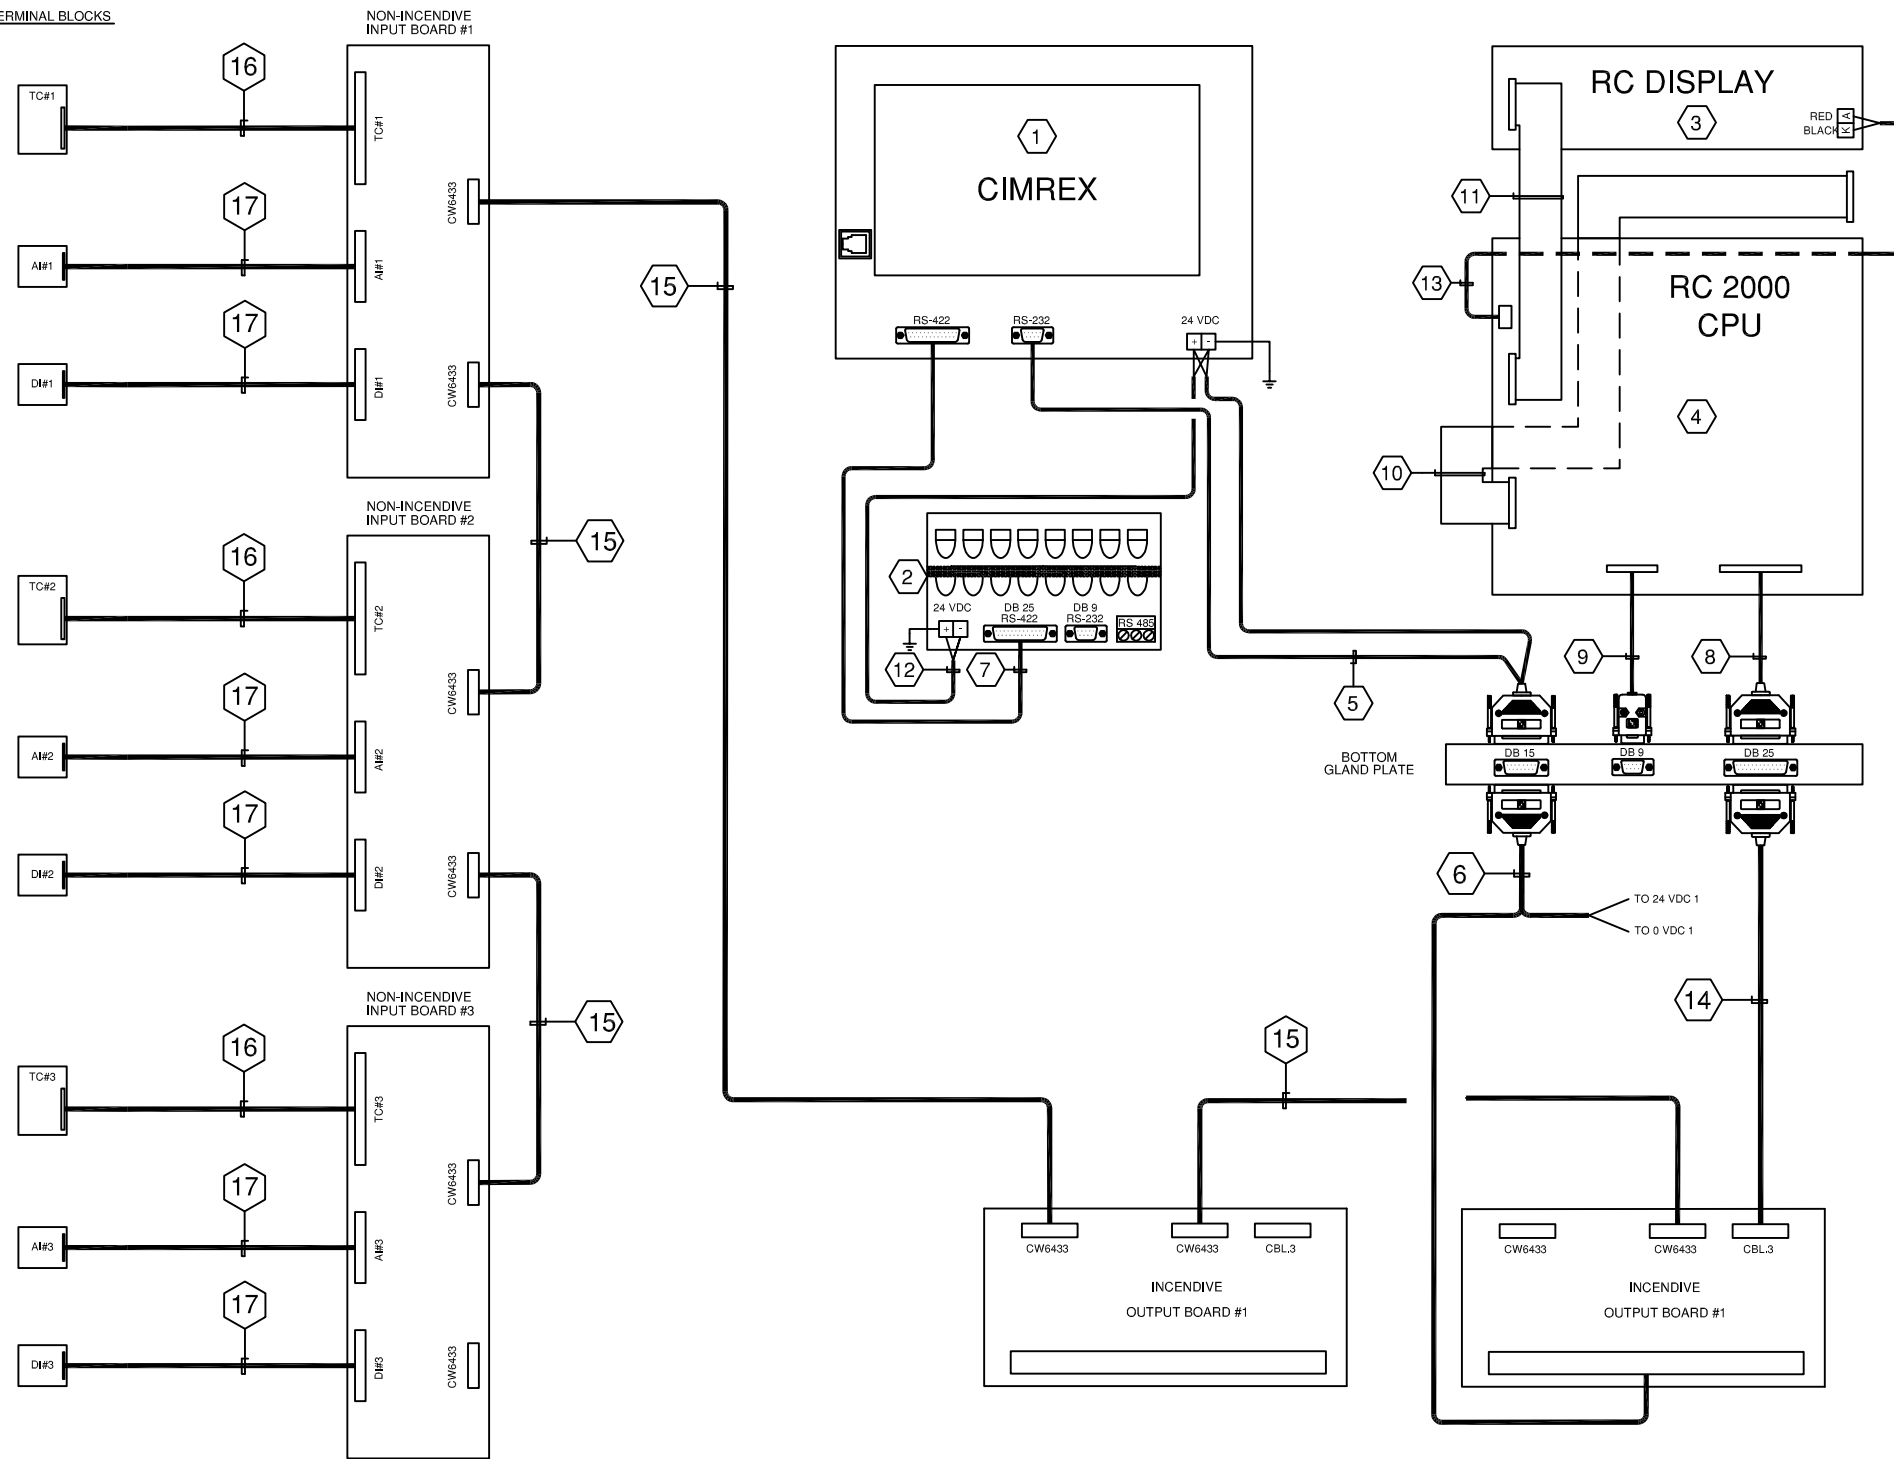 TERMINAL BLOCKS
NON-INCENDIVE
INPUT BOARD #1
16
TC#1
TC#1
17
CW6433
AI#1
AI#1
17
DI#1
DI#1
CW6433
15
NON-INCENDIVE
INPUT BOARD #2
15
16
TC#2
TC#2
17
CW6433
AI#2
AI#2
17
DI#2
DI#2
CW6433
NON-INCENDIVE
INPUT BOARD #3
15
16
TC#3
TC#3
17
CW6433
AI#3
AI#3
17
DI#3
DI#3
CW6433
1
CIMREX
RS-422
RS-232
24 VDC
+ -
2
24 VDC
+ -
DB 25
RS-422
DB 9
RS-232
RS 485
12
7
5
RC DISPLAY
3
RED
BLACK
A
K
11
13
RC 2000
CPU
4
10
9
8
BOTTOM
GLAND PLATE
DB 15
DB 9
DB 25
6
TO 24 VDC 1
TO 0 VDC 1
14
15
CW6433
CW6433
CBL.3
INCENDIVE
OUTPUT BOARD #1
CW6433
CW6433
CBL.3
INCENDIVE
OUTPUT BOARD #1